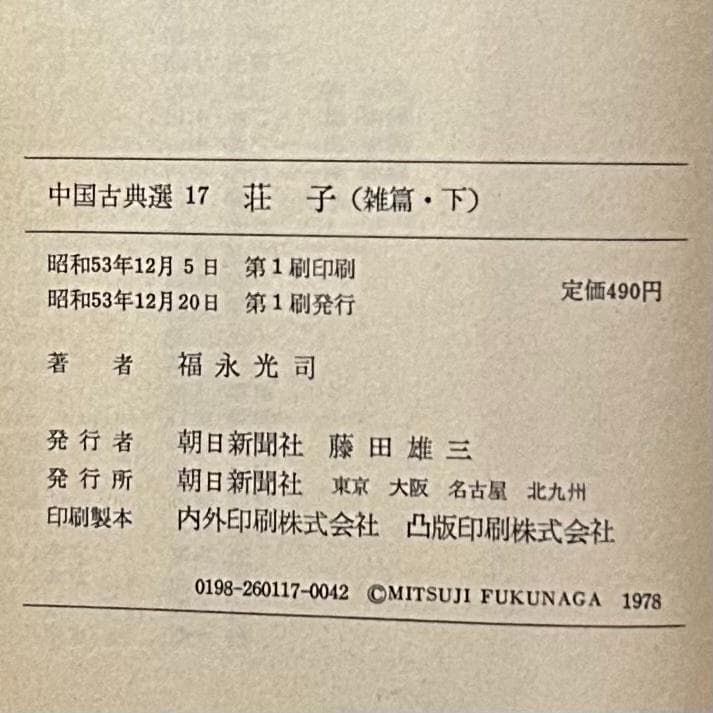 中国古典選 17 荘 子（雑篇・下）
昭和53年12月 5 日 第 1 刷印刷
昭和53年12月20日 第 1 刷発行
定価490円
著 者 福 永 光 司
発 行 者 朝日新聞社 藤 田 雄 三
発 行 所 朝日新聞社 東京 大阪 名古屋 北九州
印刷製本 内外印刷株式会社 凸版印刷株式会社
0198-260117-0042 ©MITSUJI FUKUNAGA 1978